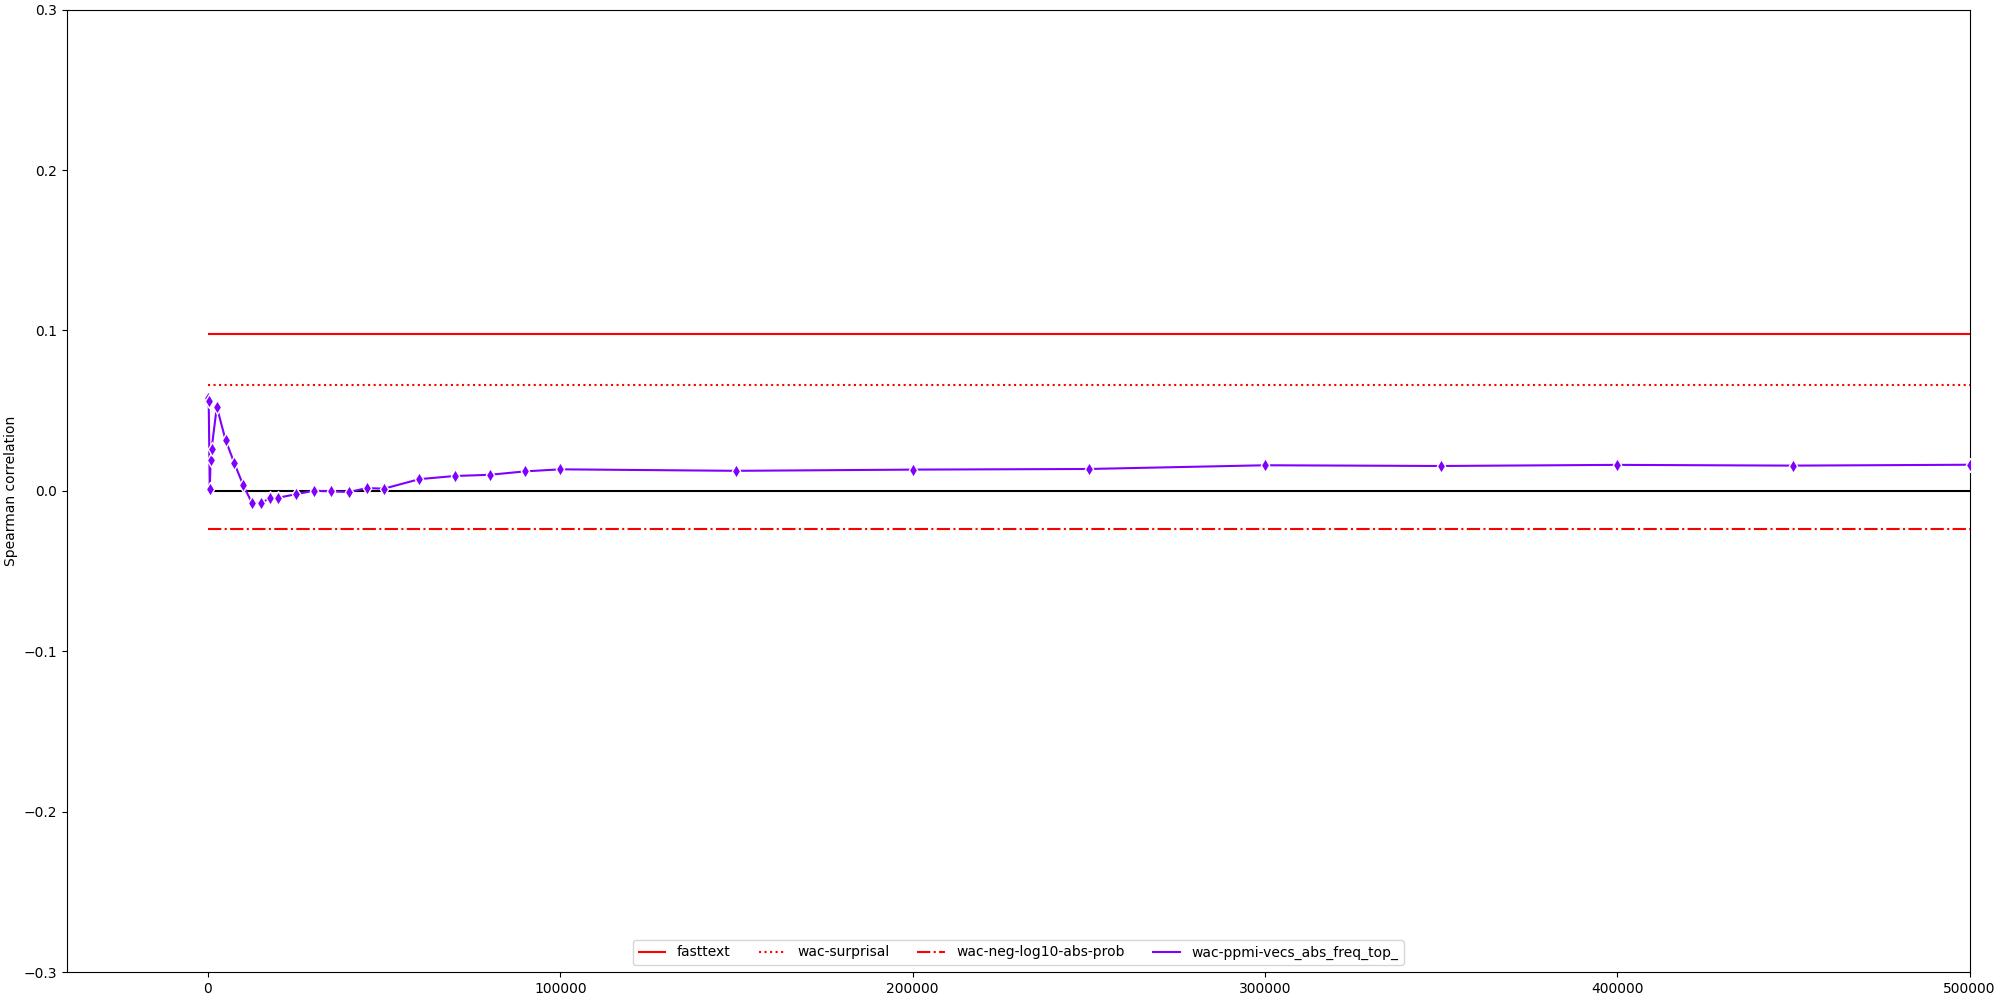 0.3
0.2
0.1
0.0
−0.1
−0.2
−0.3
Spearman correlation
fasttext wac-surprisal wac-neg-log10-abs-prob wac-ppmi-vecs_abs_freq_top_
0 100000 200000 300000 400000 500000